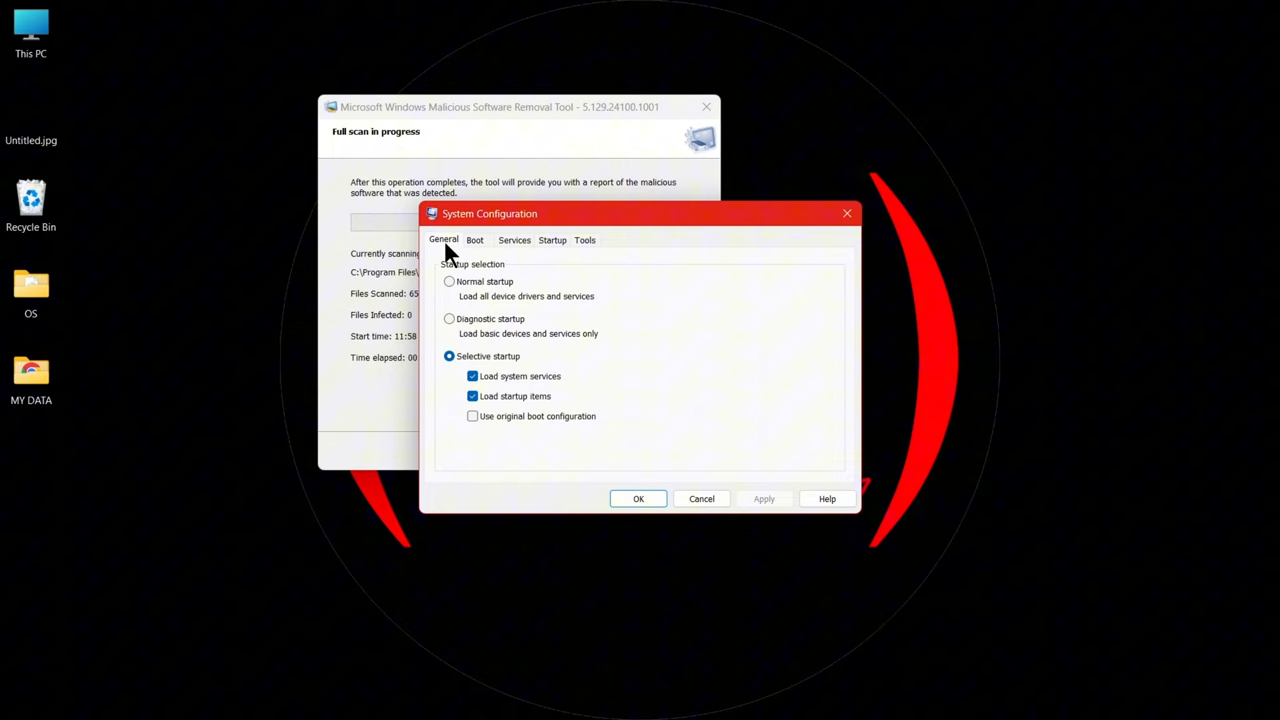 This PC
Untitled.jpg
Recycle Bin
OS
MY DATA
Microsoft Windows Malicious Software Removal Tool - 5.129.24100.1001
Full scan in progress
After this operation completes, the tool will provide you with a report of the malicious
software that was detected.
Currently scanning
C:\Program Files\
Files Scanned: 65
Files Infected: 0
Start time: 11:58
Time elapsed: 00
System Configuration
General Boot Services Startup Tools
Startup selection
Normal startup
Load all device drivers and services
Diagnostic startup
Load basic devices and services only
Selective startup
Load system services
Load startup items
Use original boot configuration
OK Cancel Apply Help